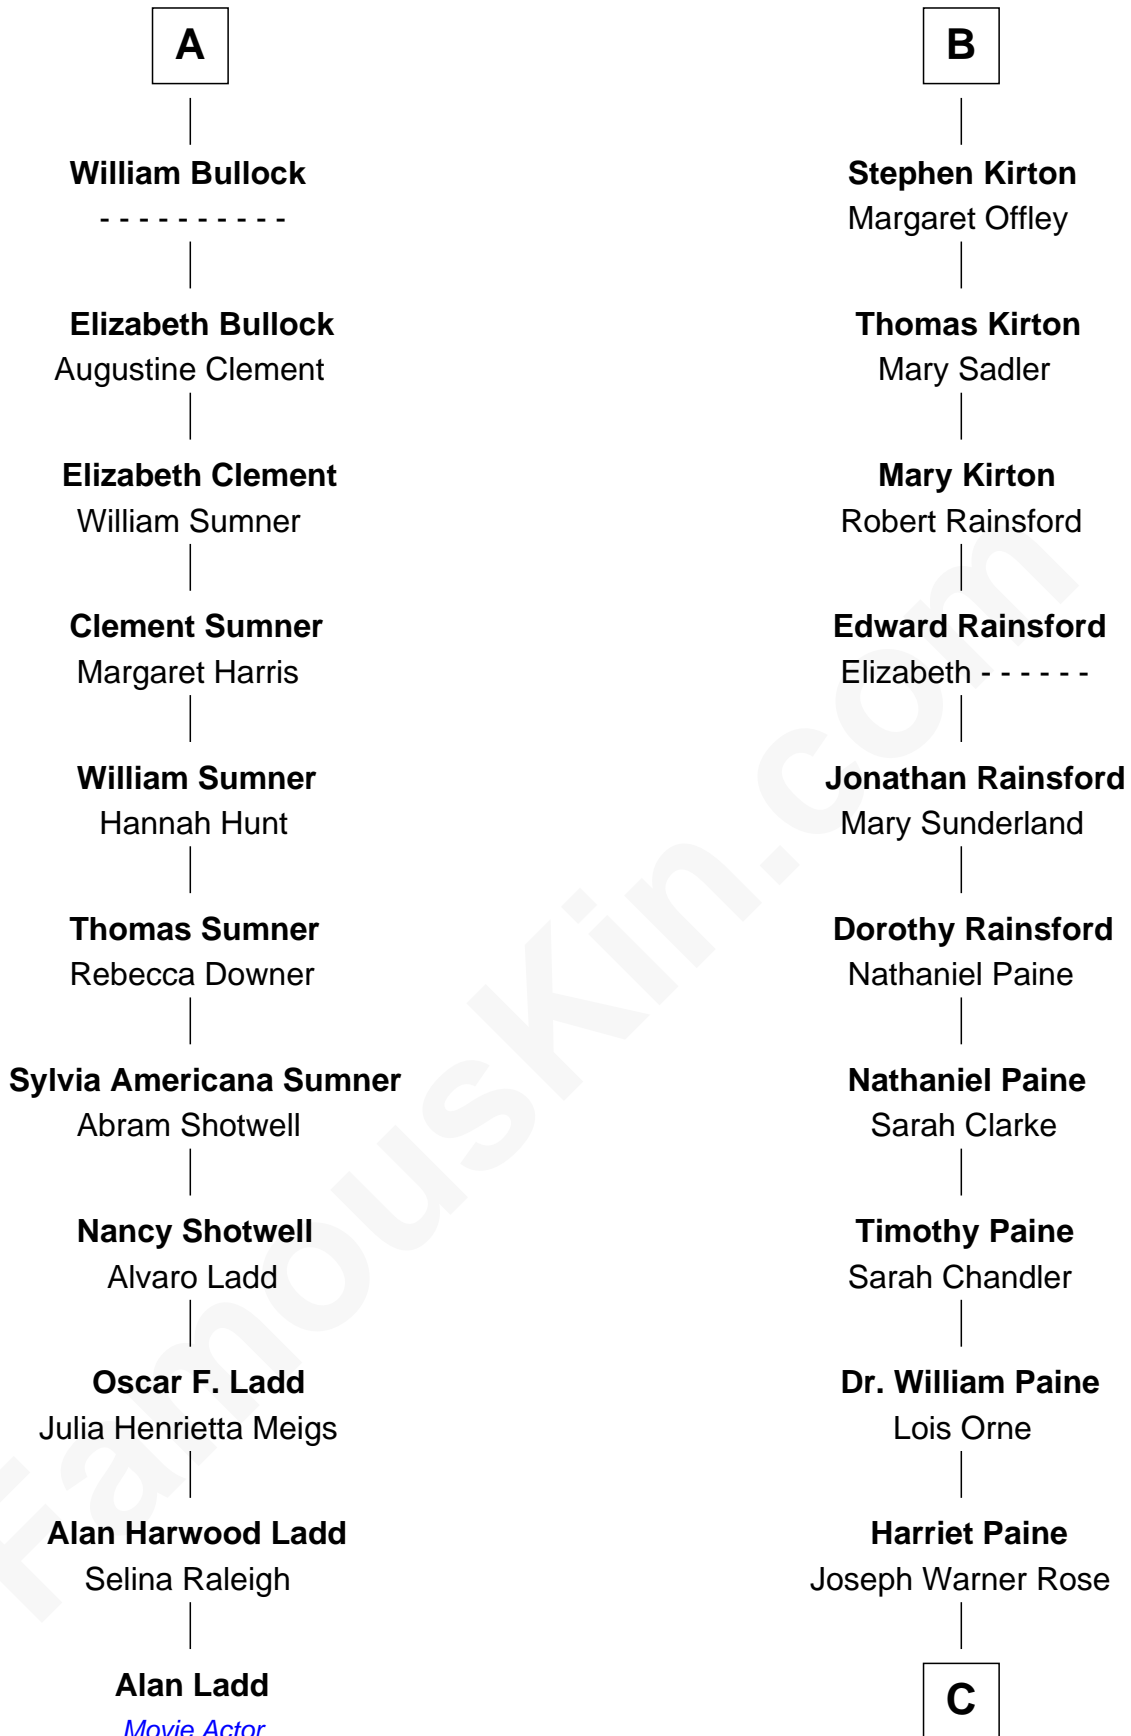 A
William Bullock
- - - - - - - - - -
Elizabeth Bullock
Augustine Clement
Elizabeth Clement
William Sumner
Clement Sumner
Margaret Harris
William Sumner
Hannah Hunt
Thomas Sumner
Rebecca Downer
Sylvia Americana Sumner
Abram Shotwell
Nancy Shotwell
Alvaro Ladd
Oscar F. Ladd
Julia Henrietta Meigs
Alan Harwood Ladd
Selina Raleigh
Alan Ladd
Movie Actor
B
Stephen Kirton
Margaret Offley
Thomas Kirton
Mary Sadler
Mary Kirton
Robert Rainsford
Edward Rainsford
Elizabeth - - - - - -
Jonathan Rainsford
Mary Sunderland
Dorothy Rainsford
Nathaniel Paine
Nathaniel Paine
Sarah Clarke
Timothy Paine
Sarah Chandler
Dr. William Paine
Lois Orne
Harriet Paine
Joseph Warner Rose
C
FamousKin.com